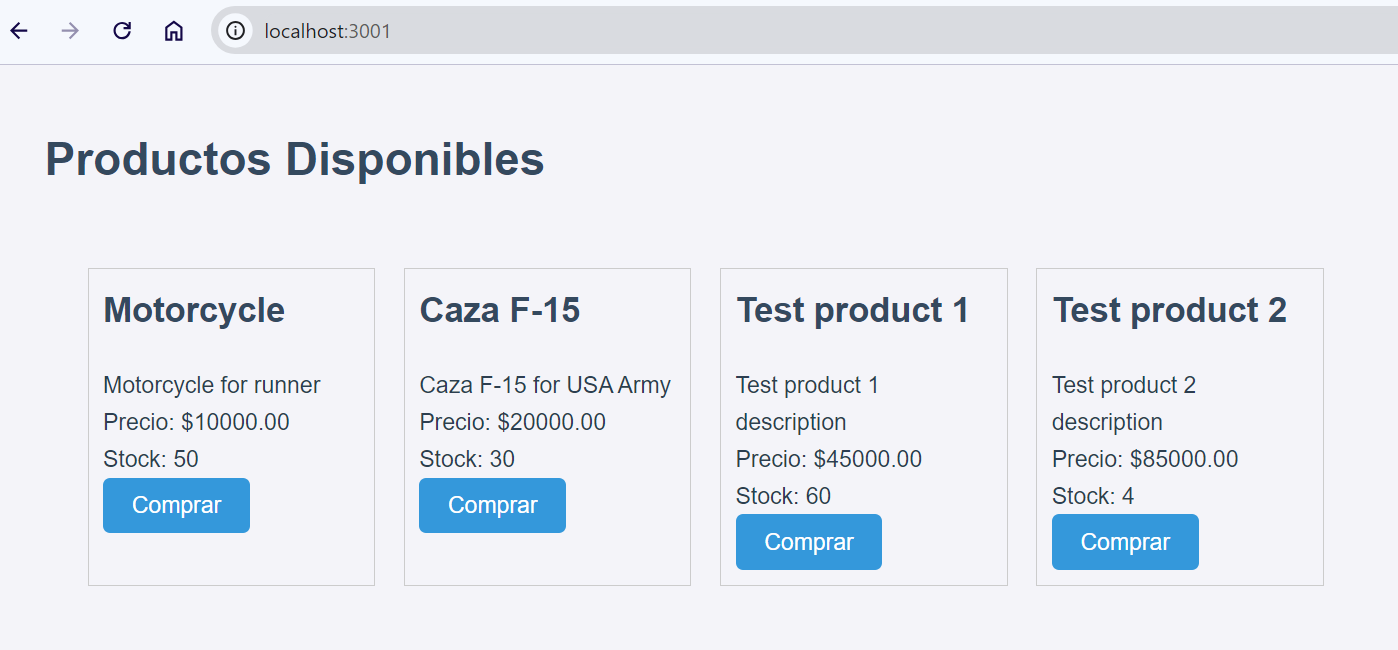 localhost:3001
Productos Disponibles
Motorcycle
Motorcycle for runner
Precio: $10000.00
Stock: 50
Comprar
Caza F-15
Caza F-15 for USA Army
Precio: $20000.00
Stock: 30
Comprar
Test product 1
Test product 1
description
Precio: $45000.00
Stock: 60
Comprar
Test product 2
Test product 2
description
Precio: $85000.00
Stock: 4
Comprar